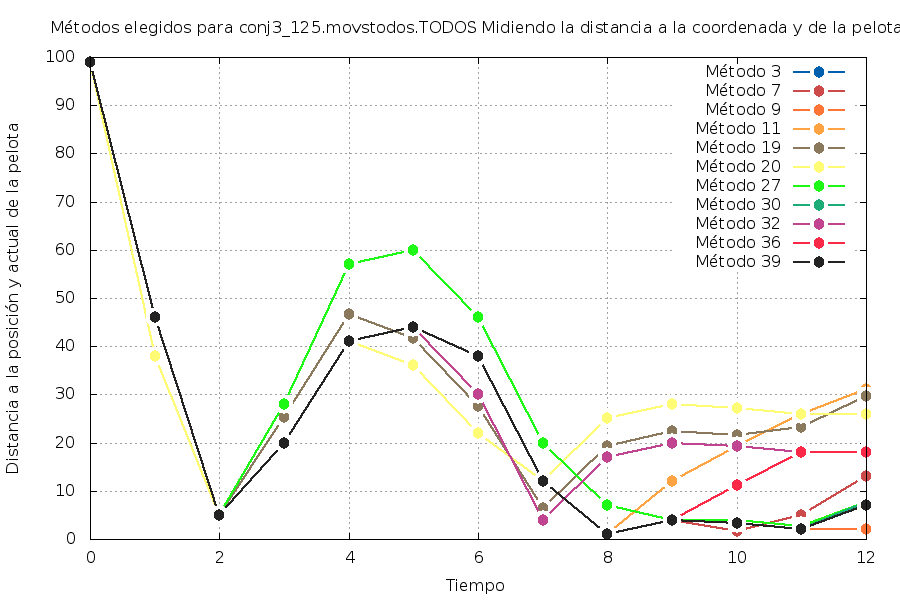 Métodos elegidos para conj3_125.movstodos.TODOS Midiendo la distancia a la coordenada y de la pelota
Distancia a la posición y actual de la pelota
100
90
80
70
60
50
40
30
20
10
0
Método 3
Método 7
Método 9
Método 11
Método 19
Método 20
Método 27
Método 30
Método 32
Método 36
Método 39
0 2 4 6 8 10 12
Tiempo